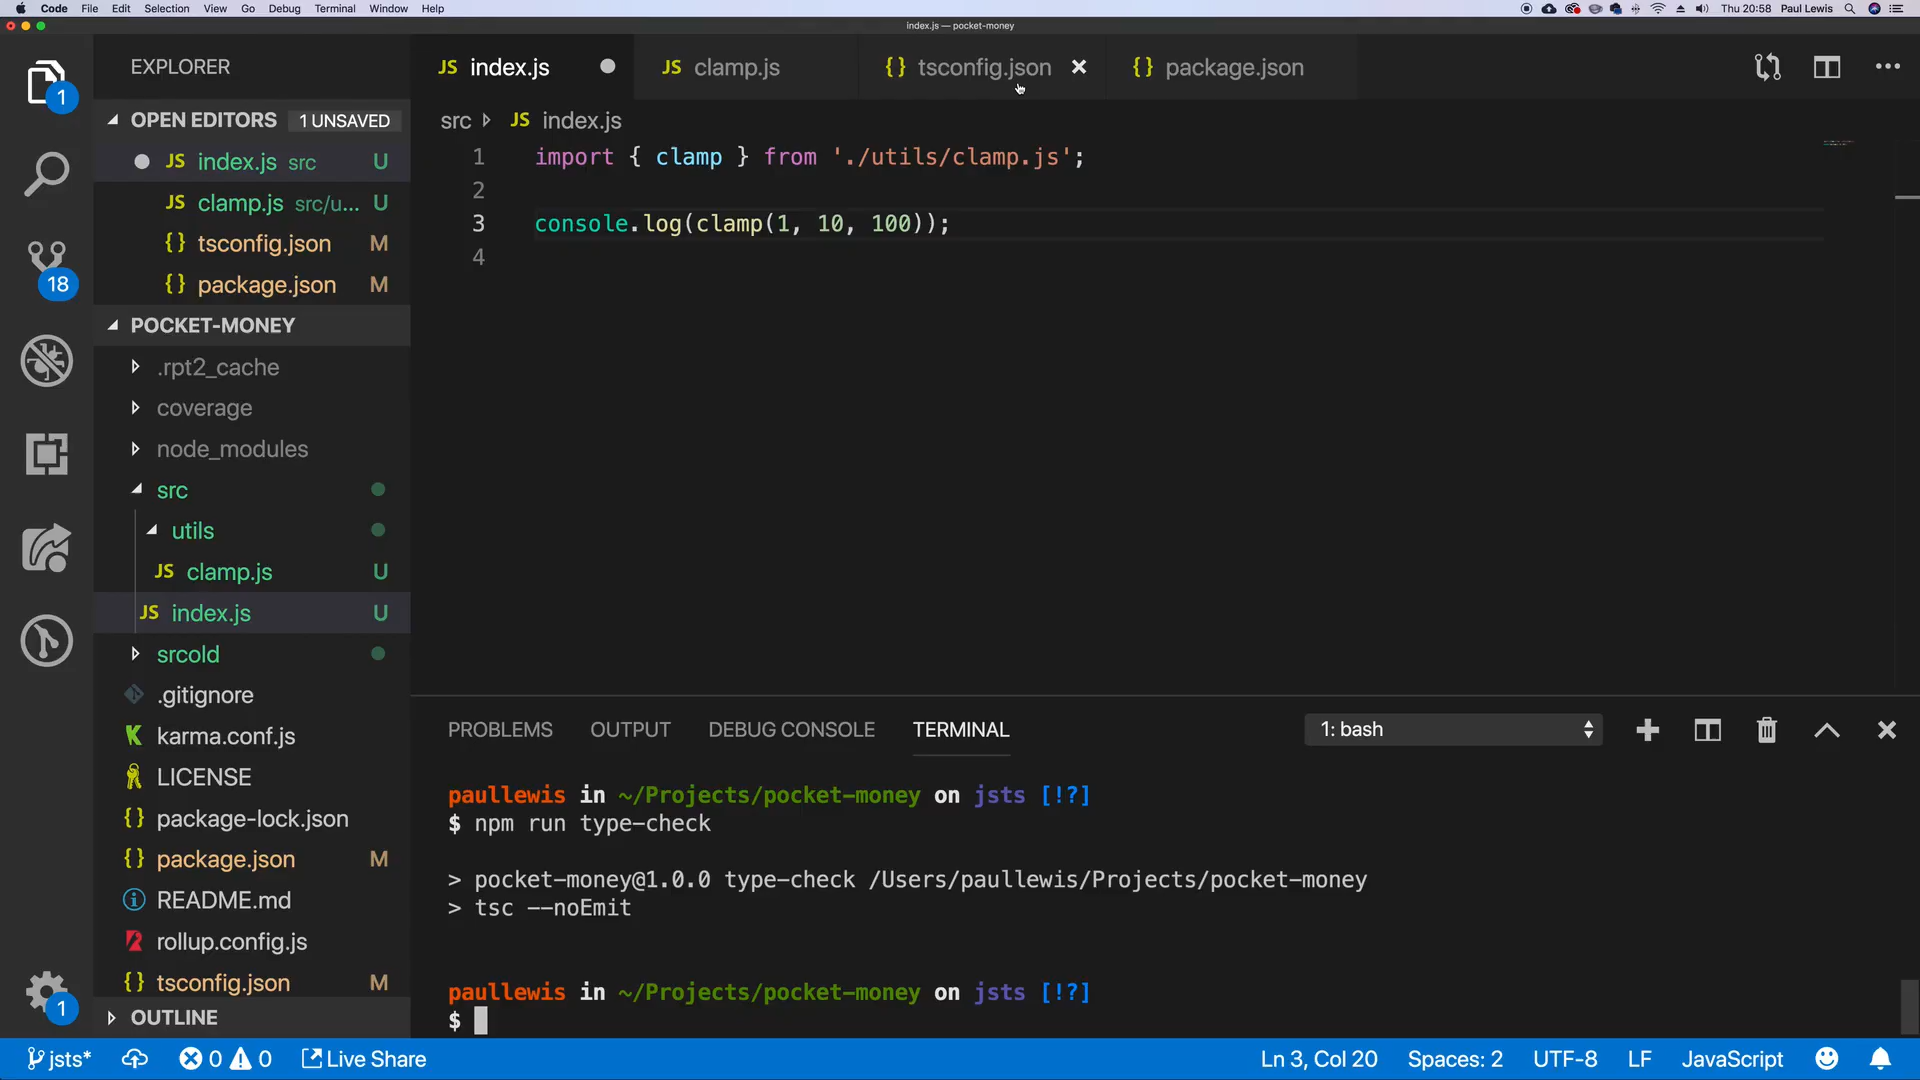 Code File Edit Selection View Go Debug Terminal Window Help
Thu 20:58 Paul Lewis
index.js — pocket-money
EXPLORER
1
OPEN EDITORS 1 UNSAVED
JS index.js src U
JS clamp.js src/u... U
{} tsconfig.json M
{} package.json M
18
POCKET-MONEY
.rpt2_cache
coverage
node_modules
src
utils
JS clamp.js U
JS index.js U
srcold
.gitignore
karma.conf.js
LICENSE
{} package-lock.json
{} package.json M
README.md
rollup.config.js
{} tsconfig.json M
1
OUTLINE
JS index.js
JS clamp.js
{} tsconfig.json
{} package.json
src JS index.js
1 import { clamp } from './utils/clamp.js';
2
3 console.log(clamp(1, 10, 100));
4
PROBLEMS OUTPUT DEBUG CONSOLE TERMINAL 1: bash
paullewis in ~/Projects/pocket-money on jsts [!?]
$ npm run type-check
> pocket-money@1.0.0 type-check /Users/paullewis/Projects/pocket-money
> tsc --noEmit
paullewis in ~/Projects/pocket-money on jsts [!?]
$
jsts* 0 0 Live Share Ln 3, Col 20 Spaces: 2 UTF-8 LF JavaScript